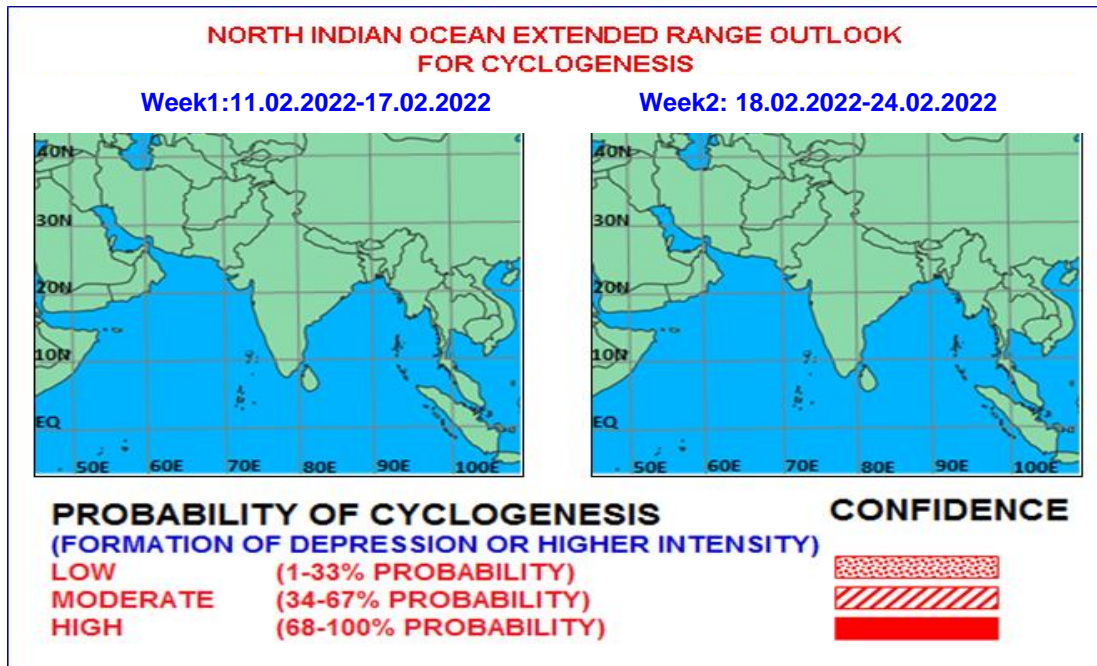 NORTH INDIAN OCEAN EXTENDED RANGE OUTLOOK
FOR CYCLOGENESIS
Week1:11.02.2022-17.02.2022
Week2: 18.02.2022-24.02.2022
40N
30N
20N
10N
EQ
50E 60E 70E 80E 90E 100E
40N
30N
20N
10N
EQ
50E 60E 70E 80E 90E 100E
PROBABILITY OF CYCLOGENESIS
CONFIDENCE
(FORMATION OF DEPRESSION OR HIGHER INTENSITY)
LOW (1-33% PROBABILITY)
MODERATE (34-67% PROBABILITY)
HIGH (68-100% PROBABILITY)